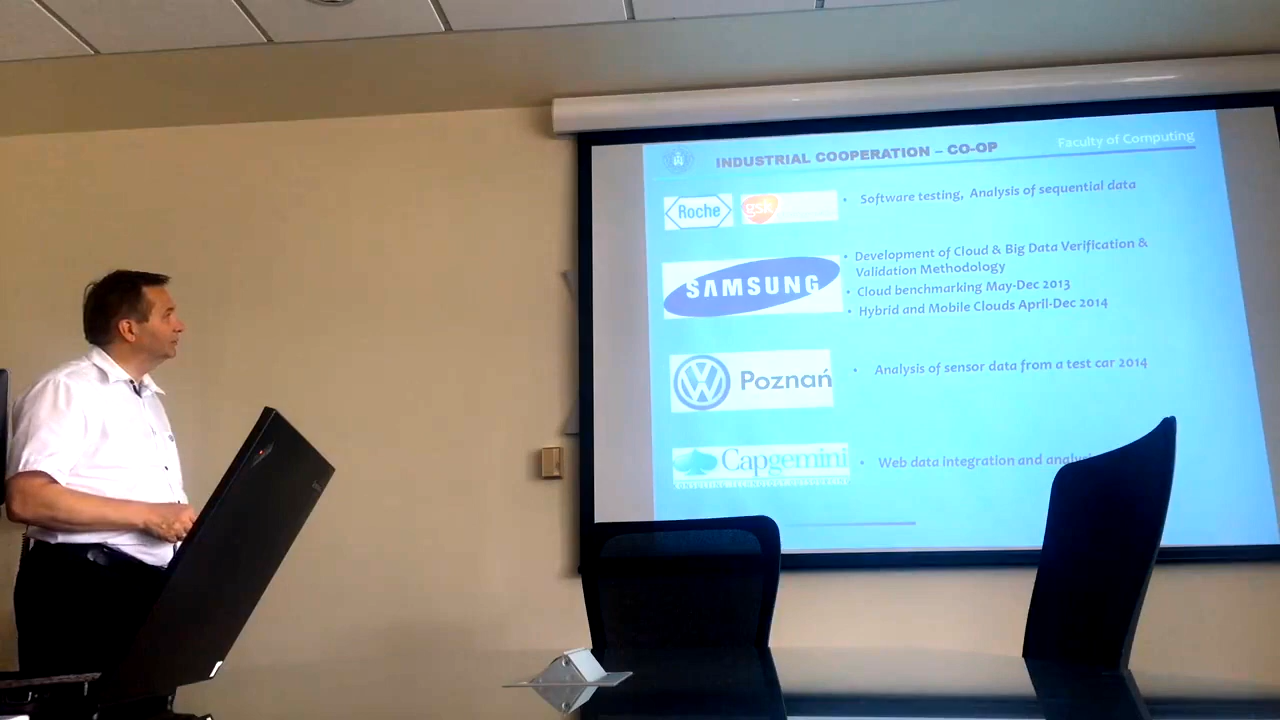 Faculty of Computing
INDUSTRIAL COOPERATION – CO-OP
Roche
gsk
• Software testing, Analysis of sequential data
SAMSUNG
• Development of Cloud & Big Data Verification &
Validation Methodology
• Cloud benchmarking May-Dec 2013
• Hybrid and Mobile Clouds April-Dec 2014
Poznań
• Analysis of sensor data from a test car 2014
Capgemini
• Web data integration and